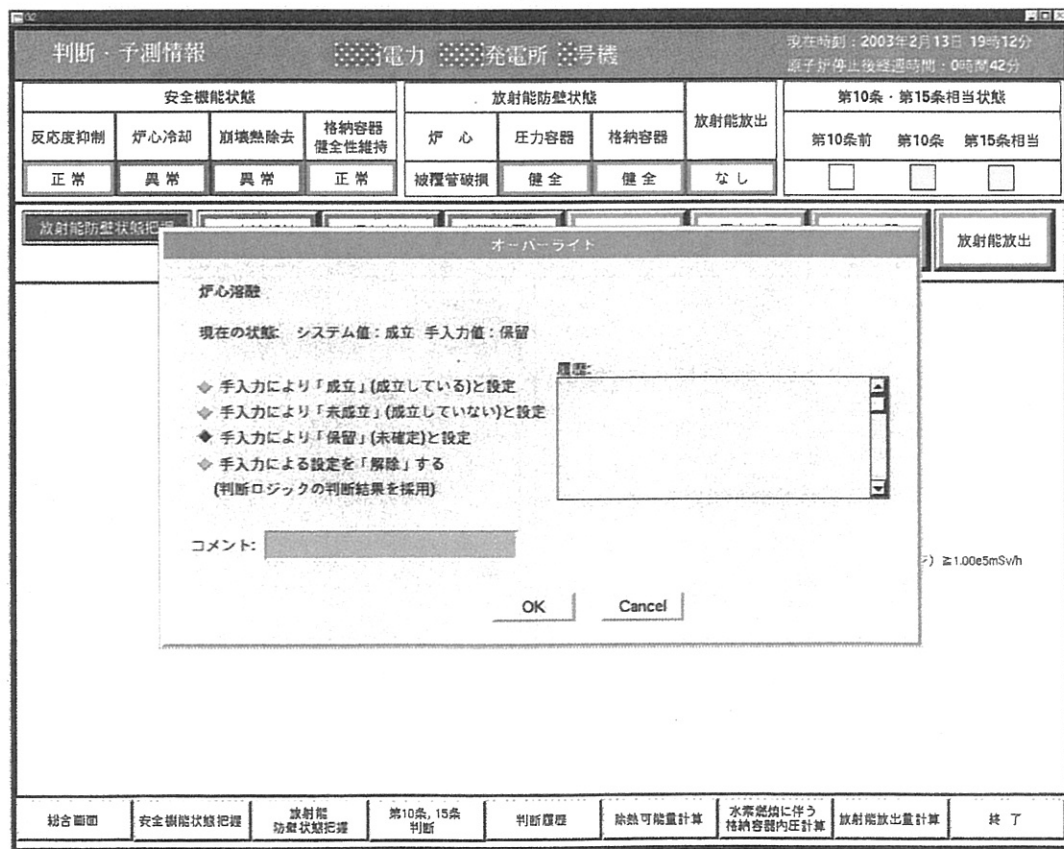 判断・予測情報
電力 発電所 号機
現在時刻：2003年2月13日 19時12分
原子炉停止後経過時間：0時間42分
安全機能状態
放射能防壁状態
放射能放出
第10条・第15条相当状態
反応度抑制 炉心冷却 崩壊熱除去 格納容器
健全性維持
炉 心 圧力容器 格納容器
第10条前 第10条 第15条相当
正 常 異 常 異 常 正 常 被覆管破損 健 全 健 全 な し
放射能防壁状態把握
放射能放出
オーバーライト
炉心溶融
現在の状態: システム値：成立 手入力値：保留
手入力により「成立」(成立している)と設定
手入力により「未成立」(成立していない)と設定
手入力により「保留」(未確定)と設定
手入力による設定を「解除」する
(判断ロジックの判断結果を採用)
履歴:
コメント:
≧1.00e5mSv/h
OK Cancel
総合画面
安全機能状態把握
放射能
防壁状態把握
第10条, 15条
判断
判断履歴
除熱可能量計算
水素燃焼に伴う
格納容器内圧計算
放射能放出量計算
終 了